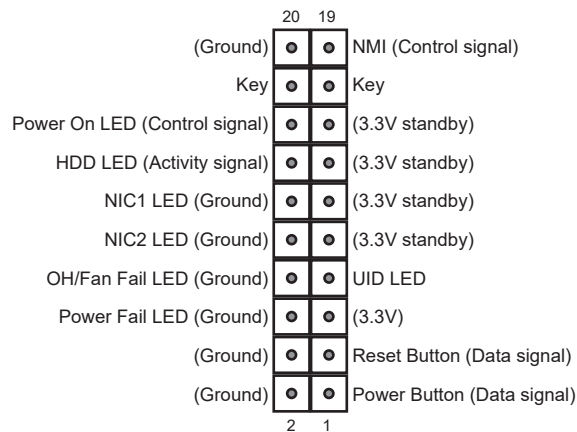 20 19
(Ground) NMI (Control signal)
Key Key
Power On LED (Control signal) (3.3V standby)
HDD LED (Activity signal) (3.3V standby)
NIC1 LED (Ground) (3.3V standby)
NIC2 LED (Ground) (3.3V standby)
OH/Fan Fail LED (Ground) UID LED
Power Fail LED (Ground) (3.3V)
(Ground) Reset Button (Data signal)
(Ground) Power Button (Data signal)
2 1